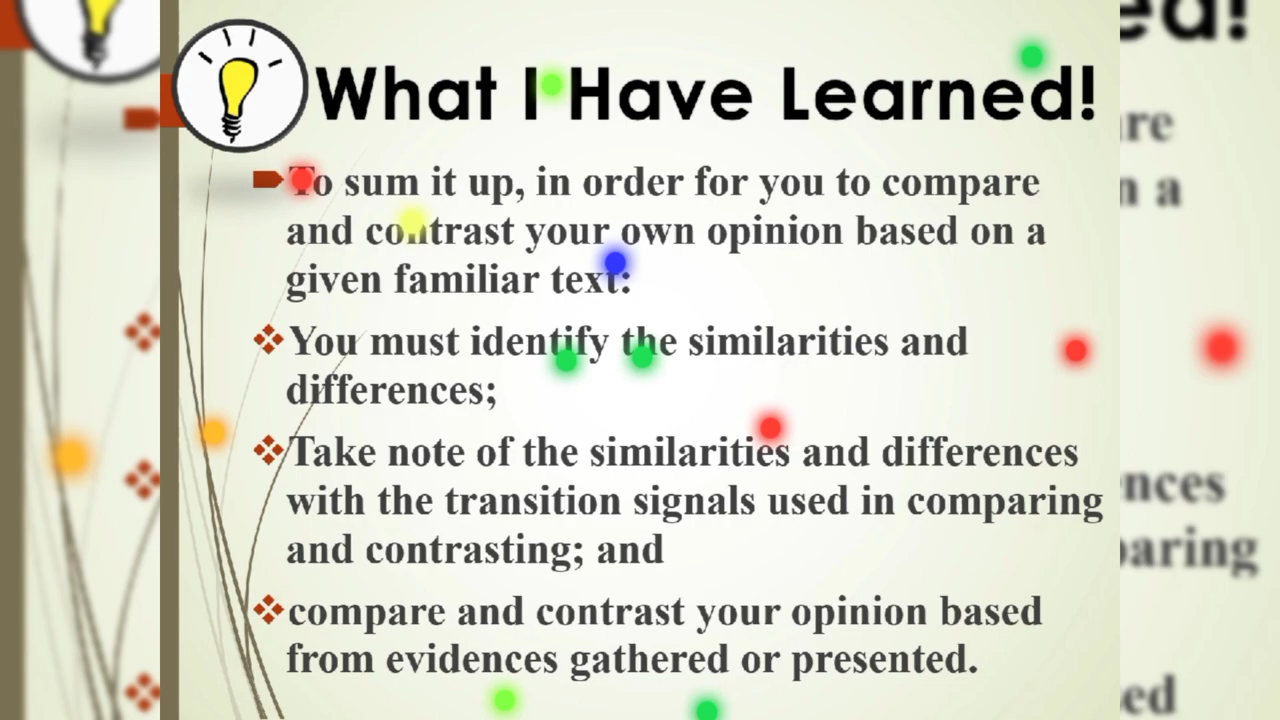 What I Have Learned!
To sum it up, in order for you to compare
and contrast your own opinion based on a
given familiar text:
You must identify the similarities and
differences;
Take note of the similarities and differences
with the transition signals used in comparing
and contrasting; and
compare and contrast your opinion based
from evidences gathered or presented.